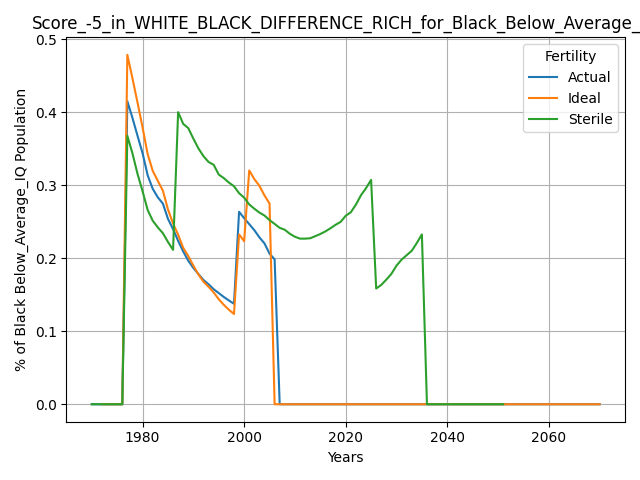 Score_-5_in_WHITE_BLACK_DIFFERENCE_RICH_for_Black_Below_Average_
% of Black Below_Average_IQ Population
0.5
0.4
0.3
0.2
0.1
0.0
Fertility
Actual
Ideal
Sterile
1980 2000 2020 2040 2060
Years